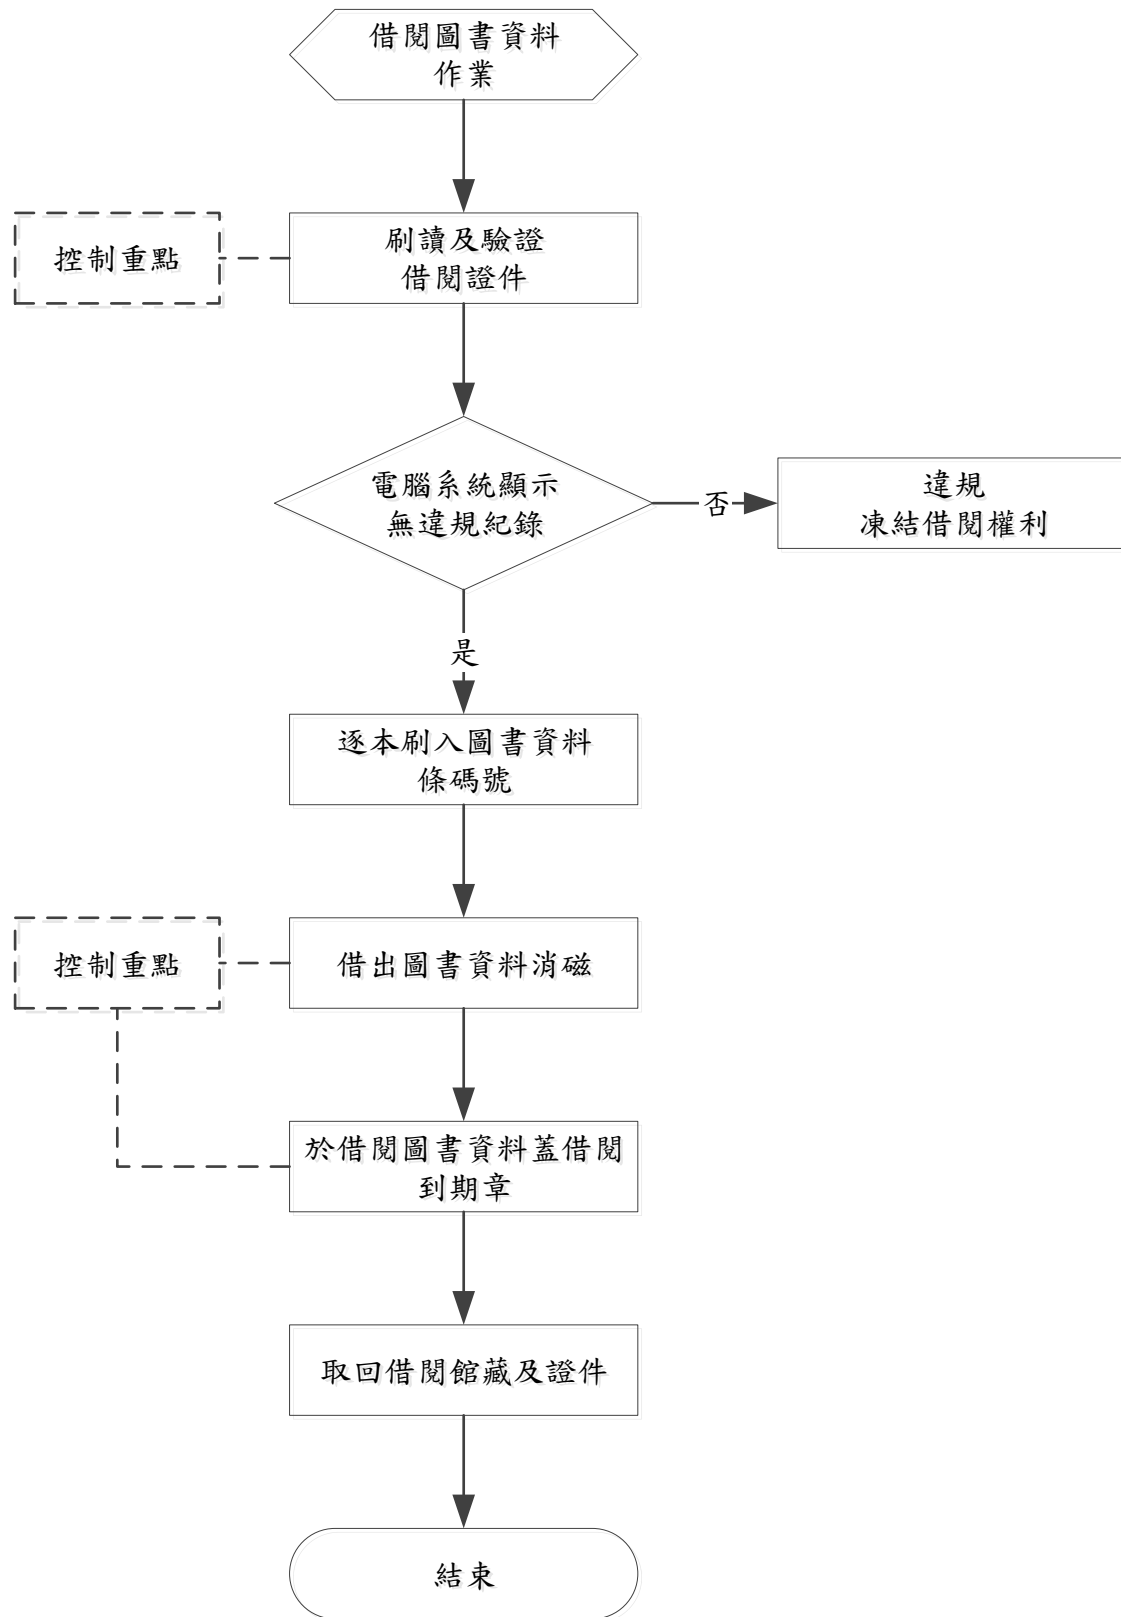 借閱圖書資料
作業
控制重點
刷讀及驗證
借閱證件
電腦系統顯示
無違規紀錄
否
違規
凍結借閱權利
是
逐本刷入圖書資料
條碼號
控制重點
借出圖書資料消磁
於借閱圖書資料蓋借閱
到期章
取回借閱館藏及證件
結束